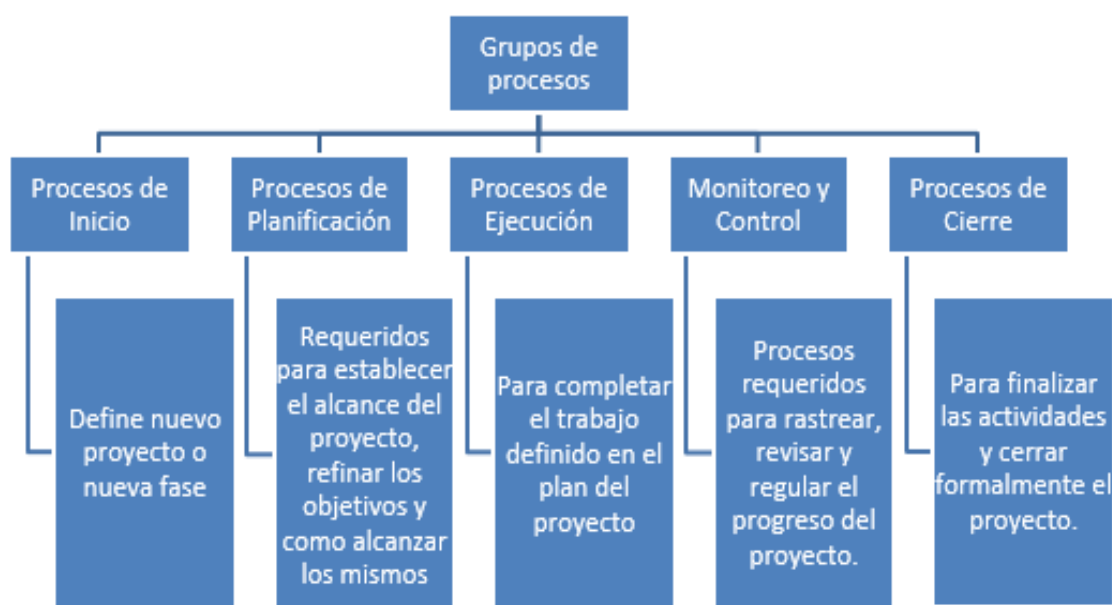 Grupos de
procesos
Procesos de
Inicio
Procesos de
Planificación
Procesos de
Ejecución
Monitoreo y
Control
Procesos de
Cierre
Define nuevo
proyecto o
nueva fase
Requeridos
para establecer
el alcance del
proyecto,
refinar los
objetivos y
como alcanzar
los mismos
Para completar
el trabajo
definido en el
plan del
proyecto
Procesos
requeridos
para rastrear,
revisar y
regular el
progreso del
proyecto.
Para finalizar
las actividades
y cerrar
formalmente el
proyecto.